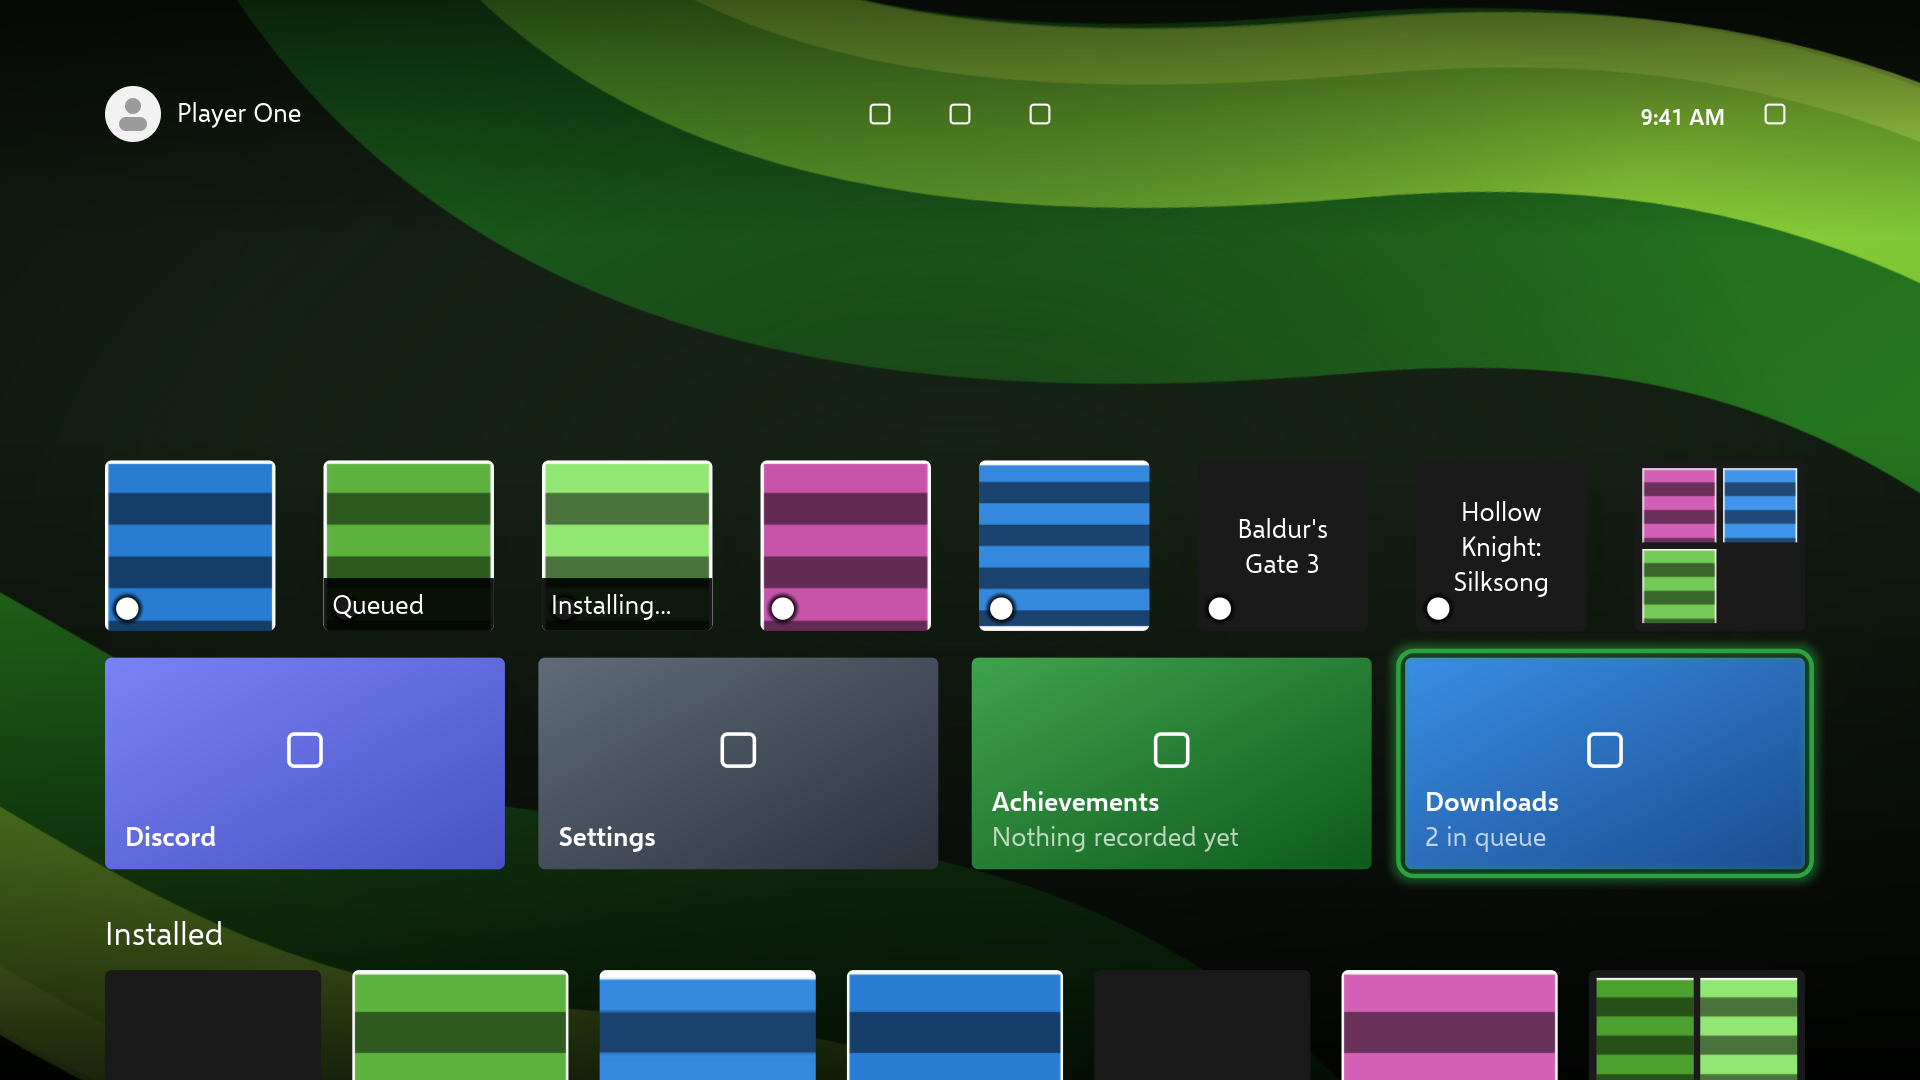 Player One
9:41 AM
Queued
Installing...
Baldur's
Gate 3
Hollow
Knight:
Silksong
Discord
Settings
Achievements
Nothing recorded yet
Downloads
2 in queue
Installed